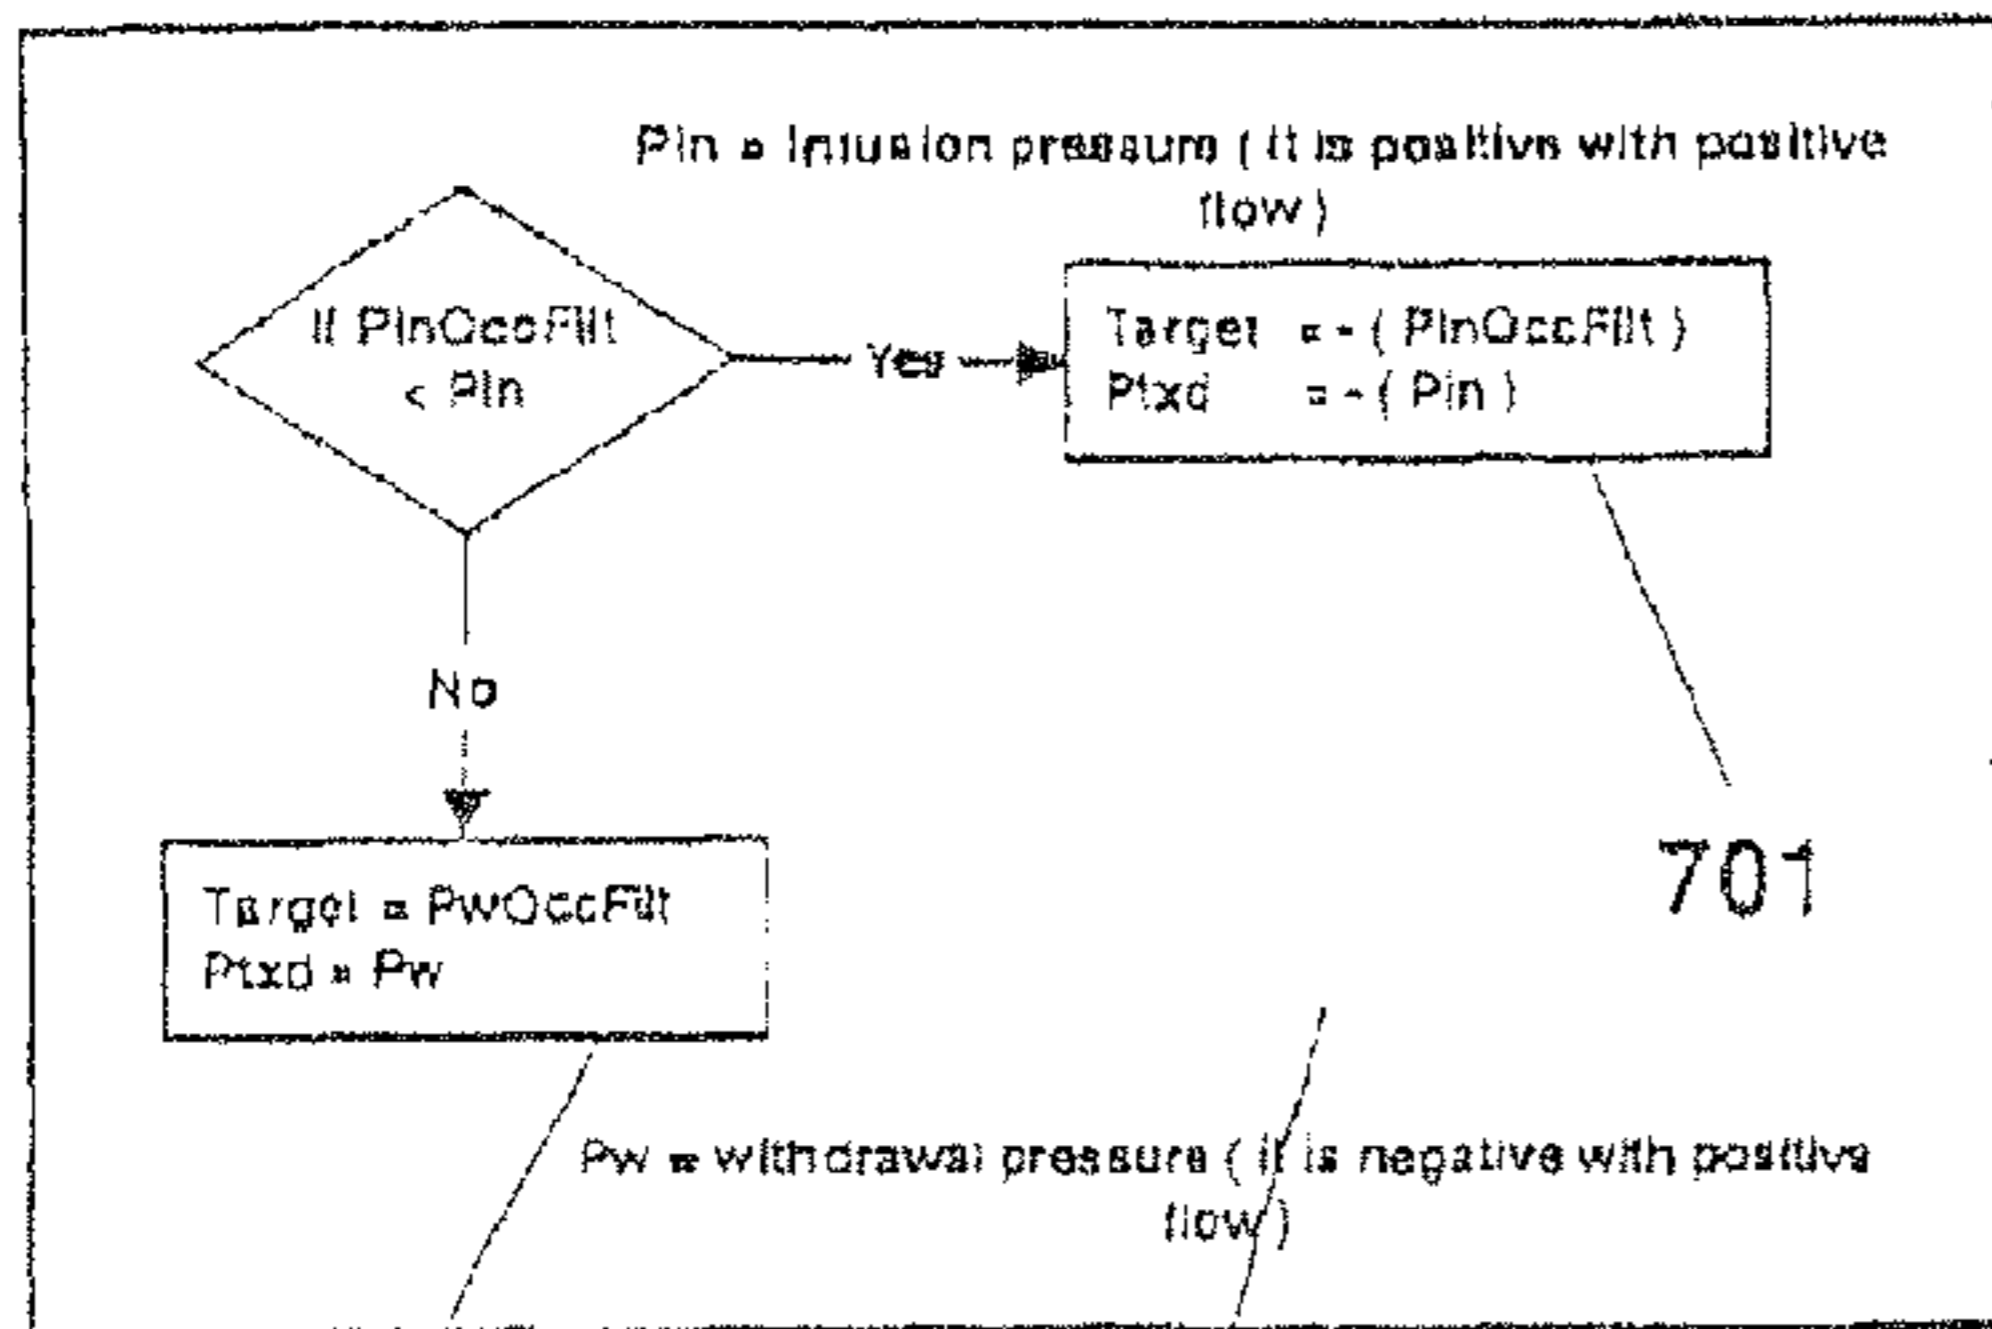 Pin = Infusion pressure ( it is positive with positive
flow )
If PinOccFilt
< Pin
Yes
Target = - ( PinOccFilt )
Ptxd = - ( Pin )
No
Target = PwOccFilt
Ptxd = Pw
701
Pw = withdrawal pressure ( it is negative with positive
flow )